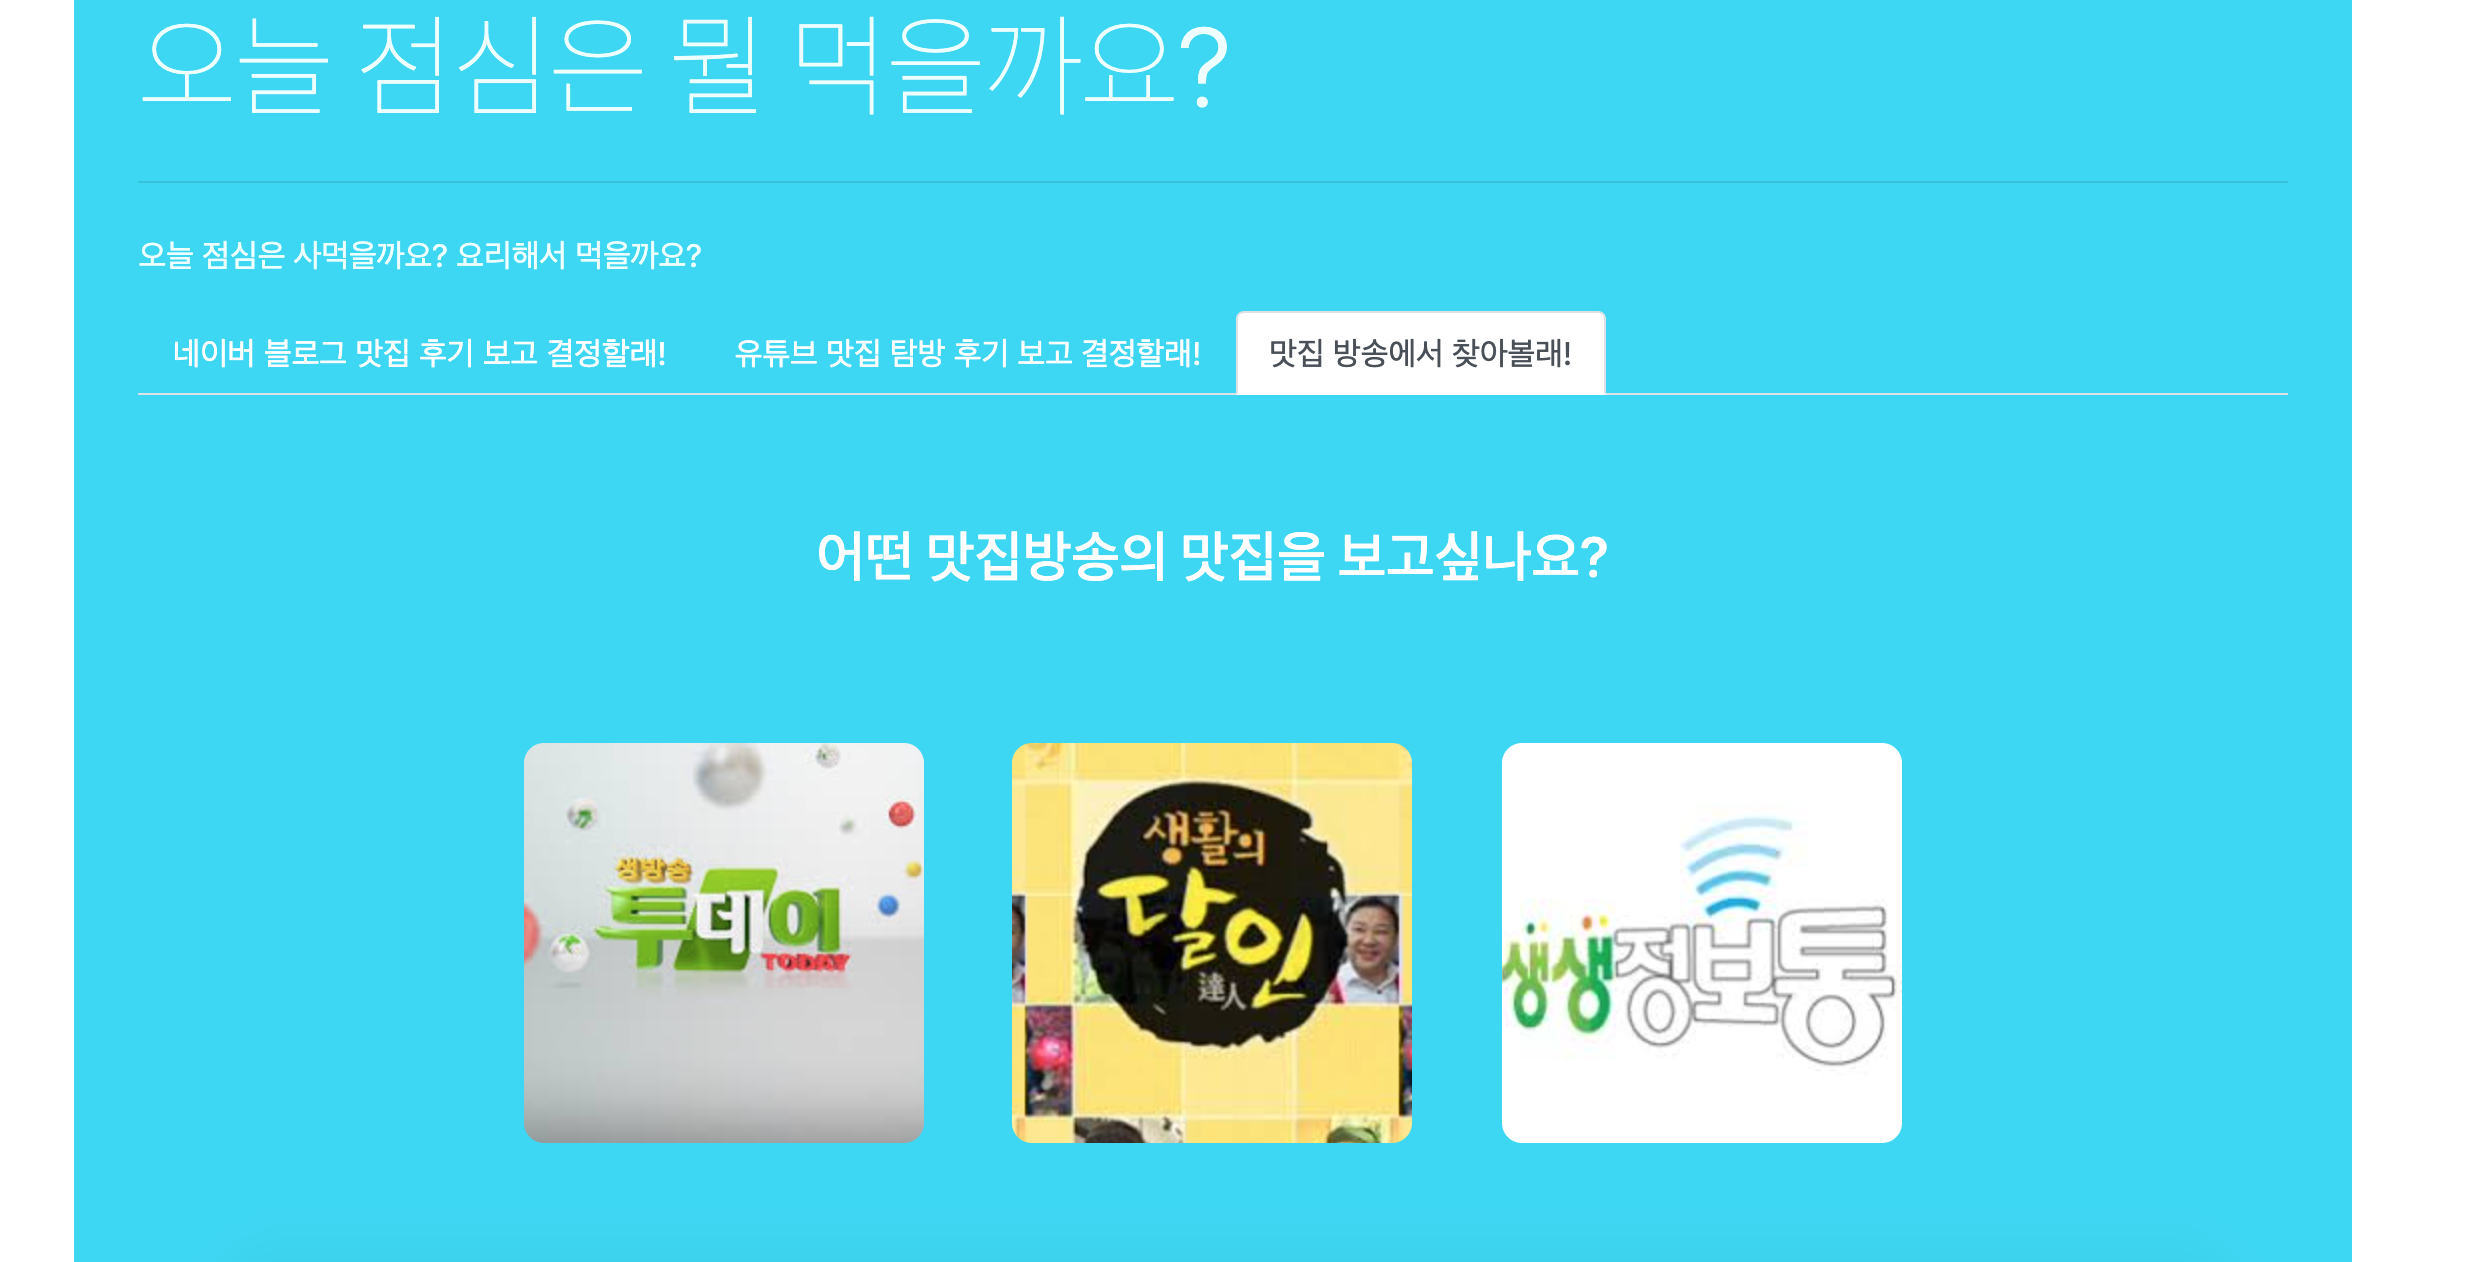 오늘 점심은 뭘 먹을까요?
오늘 점심은 사먹을까요? 요리해서 먹을까요?
네이버 블로그 맛집 후기 보고 결정할래!
유튜브 맛집 탐방 후기 보고 결정할래!
맛집 방송에서 찾아볼래!
어떤 맛집방송의 맛집을 보고싶나요?
생방송
투데이
TODAY
생활의
달인
達人
생생정보통